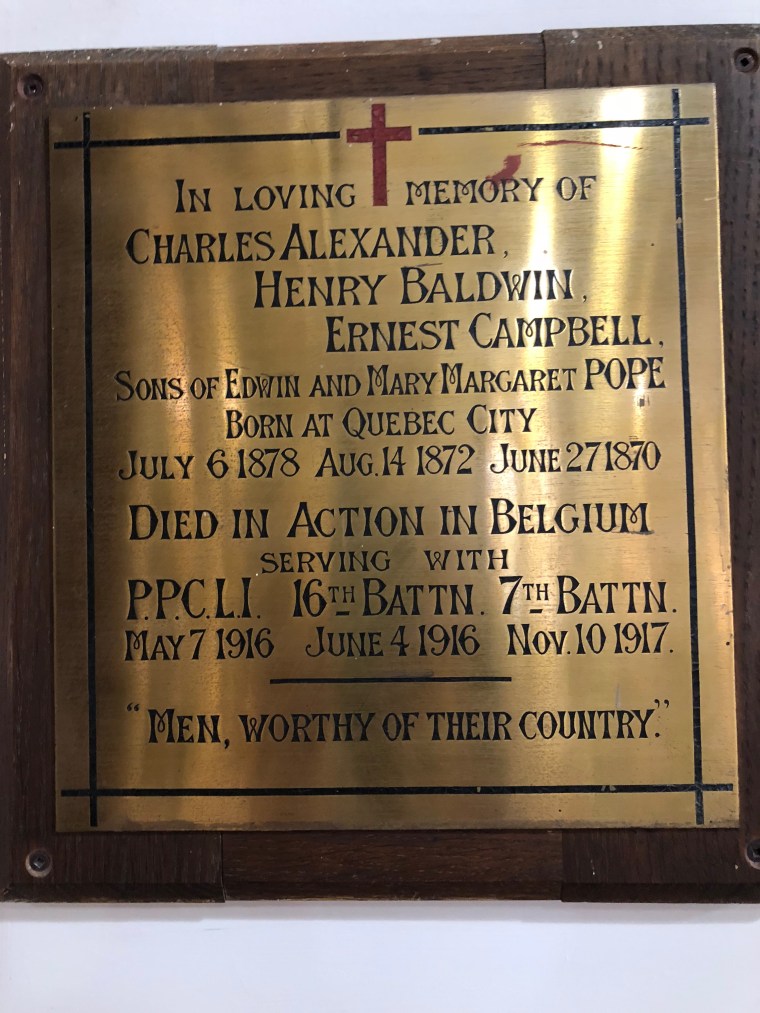 IN LOVING MEMORY OF
CHARLES ALEXANDER,
HENRY BALDWIN,
ERNEST CAMPBELL,
SONS OF EDWIN AND MARY MARGARET POPE
BORN AT QUEBEC CITY
JULY 6 1878 AUG. 14 1872 JUNE 27 1870
DIED IN ACTION IN BELGIUM
SERVING WITH
P.P.C.L.I. 16TH BATTN. 7TH BATTN.
MAY 7 1916 JUNE 4 1916 NOV. 10 1917.
"MEN, WORTHY OF THEIR COUNTRY."